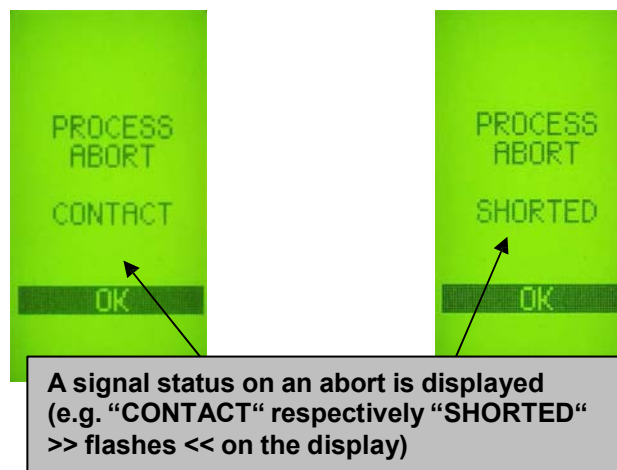 PROCESS
ABORT
CONTACT
OK
PROCESS
ABORT
SHORTED
OK
A signal status on an abort is displayed
(e.g. “CONTACT“ respectively “SHORTED“
>> flashes << on the display)